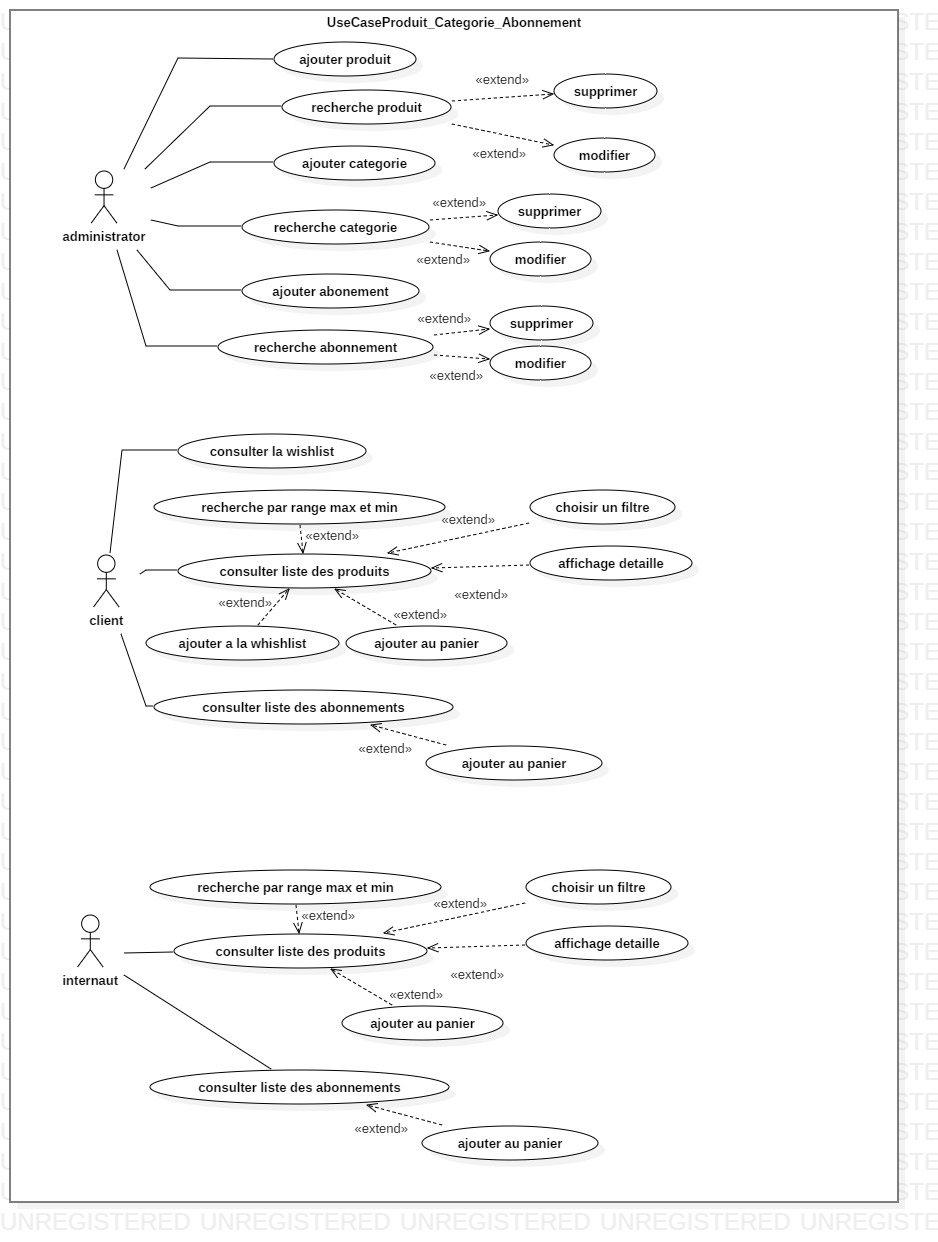 UseCaseProduit_Categorie_Abonnement
ajouter produit
«extend»
supprimer
recherche produit
«extend»
modifier
ajouter categorie
«extend»
supprimer
recherche categorie
administrator
«extend»
modifier
ajouter abonement
«extend»
supprimer
recherche abonnement
modifier
«extend»
consulter la wishlist
recherche par range max et min
choisir un filtre
«extend»
«extend»
consulter liste des produits
affichage detaille
«extend»
«extend»
«extend»
client
ajouter a la whishlist
ajouter au panier
consulter liste des abonnements
«extend»
ajouter au panier
recherche par range max et min
choisir un filtre
«extend»
«extend»
consulter liste des produits
affichage detaille
«extend»
internaut
«extend»
ajouter au panier
consulter liste des abonnements
«extend»
ajouter au panier
UNREGISTERED UNREGISTERED UNREGISTERED UNREGISTERED UNREGISTE